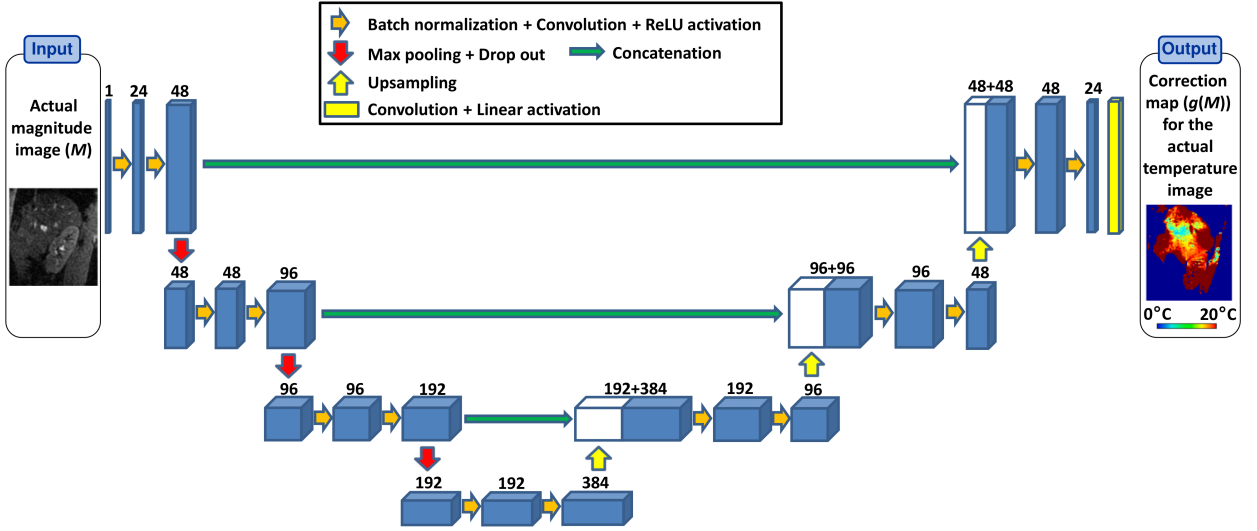 Batch normalization + Convolution + ReLU activation
Max pooling + Drop out
Concatenation
Upsampling
Convolution + Linear activation
Input
Actual
magnitude
image (M)
1 24 48
48 48 96
96 96 192
192 192 384
192+384 192 96
96+96 96 48
48+48 48 24
Output
Correction
map (g(M))
for the
actual
temperature
image
0°C 20°C